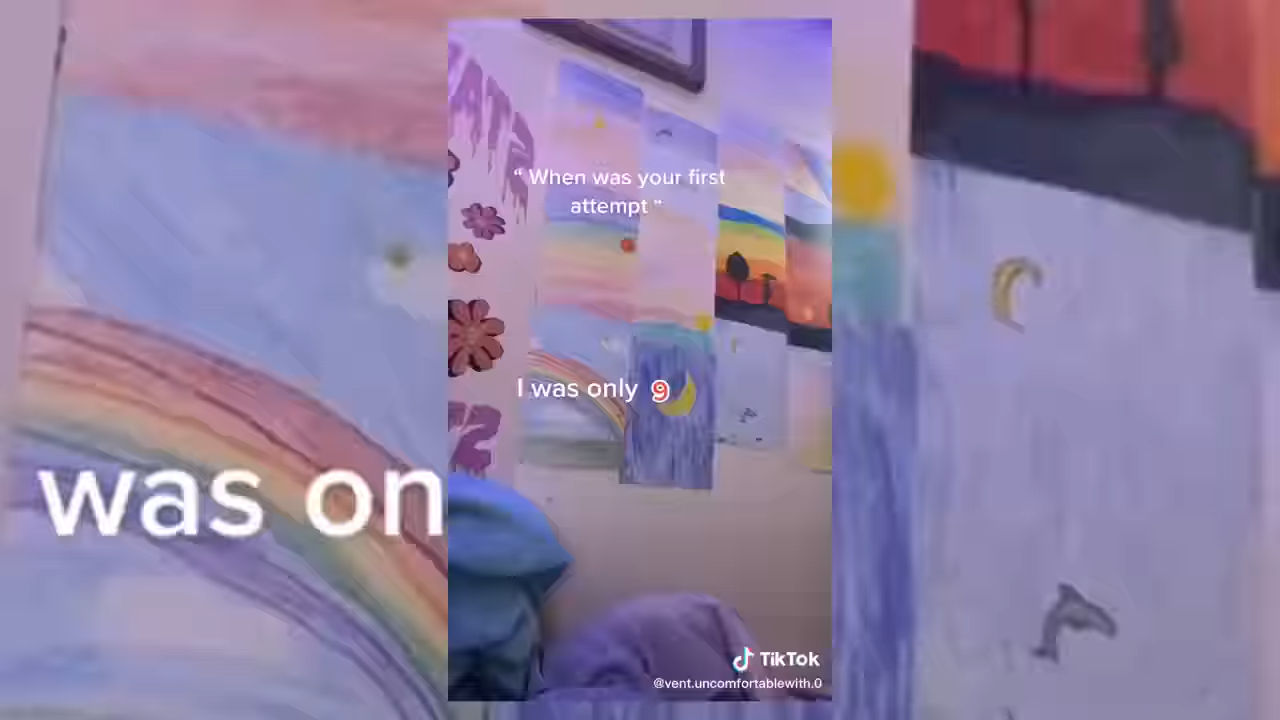 “ When was your first
attempt ”
I was only 9
was on
TikTok
@vent.uncomfortablewith.0